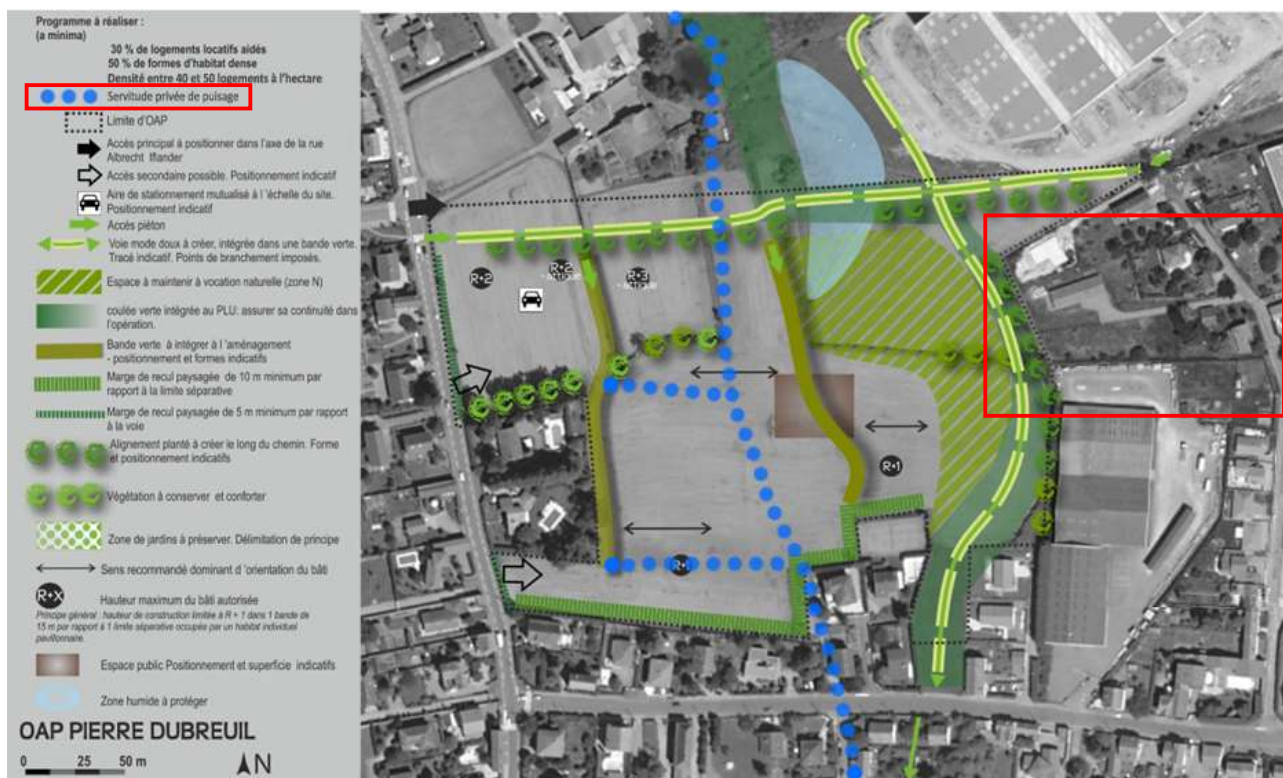 Programme à réaliser :
(a minima)
30 % de logements locatifs aidés
50 % de formes d'habitat dense
Densité entre 40 et 50 logements à l'hectare
Servitude privée de puisage
Limite d'OAP
Accès principal à positionner dans l'axe de la rue
Albrecht Iflander
Accès secondaire possible. Positionnement indicatif
Aire de stationnement mutualisé à l 'échelle du site.
Positionnement indicatif
Accès piéton
Voie mode doux à créer, intégrée dans une bande verte.
Tracé indicatif. Points de branchement imposés.
Espace à maintenir à vocation naturelle (zone N)
coulée verte intégrée au PLU: assurer sa continuité dans
l'opération.
Bande verte à intégrer à l 'aménagement
- positionnement et formes indicatifs
Marge de recul paysagée de 10 m minimum par
rapport à la limite séparative
Marge de recul paysagée de 5 m minimum par rapport
à la voie
.Alignement planté à créer le long du chemin. Forme
et positionnement indicatifs
Végétation à conserver et conforter
Zone de jardins à préserver. Délimitation de principe
Sens recommandé dominant d 'orientation du bâti
R+X
Hauteur maximum du bâti autorisée
Principe général : hauteur de construction limitée à R + 1 dans 1 bande de
15 m par rapport à 1 limite séparative occupée par un habitat individuel
pavillonnaire.
Espace public Positionnement et superficie indicatifs
Zone humide à protéger
OAP PIERRE DUBREUIL
0 25 50 m
N
R+2
R+2
+attique
R+3
+attique
R+1